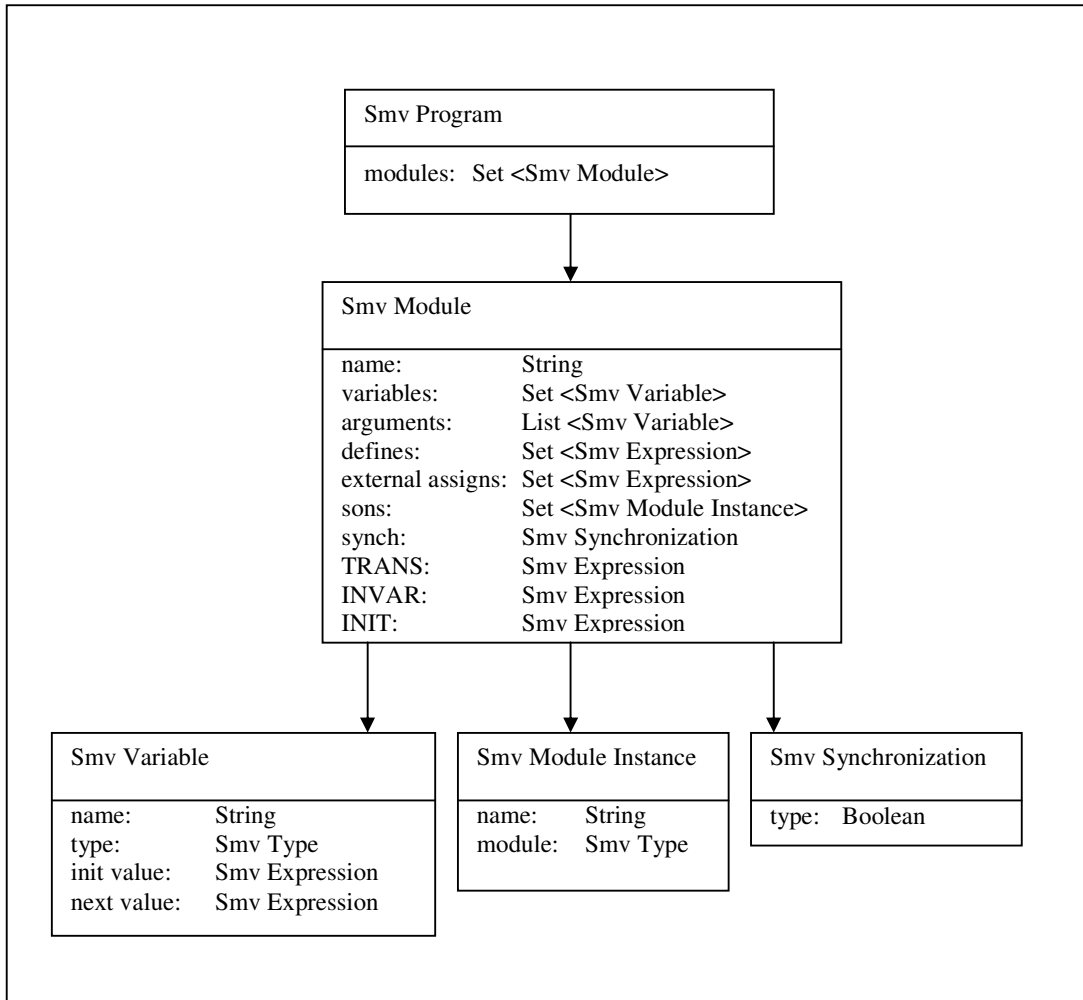 Smv Program
modules: Set <Smv Module>
Smv Module
name: String
variables: Set <Smv Variable>
arguments: List <Smv Variable>
defines: Set <Smv Expression>
external assigns: Set <Smv Expression>
sons: Set <Smv Module Instance>
synch: Smv Synchronization
TRANS: Smv Expression
INVAR: Smv Expression
INIT: Smv Expression
Smv Variable
name: String
type: Smv Type
init value: Smv Expression
next value: Smv Expression
Smv Module Instance
name: String
module: Smv Type
Smv Synchronization
type: Boolean